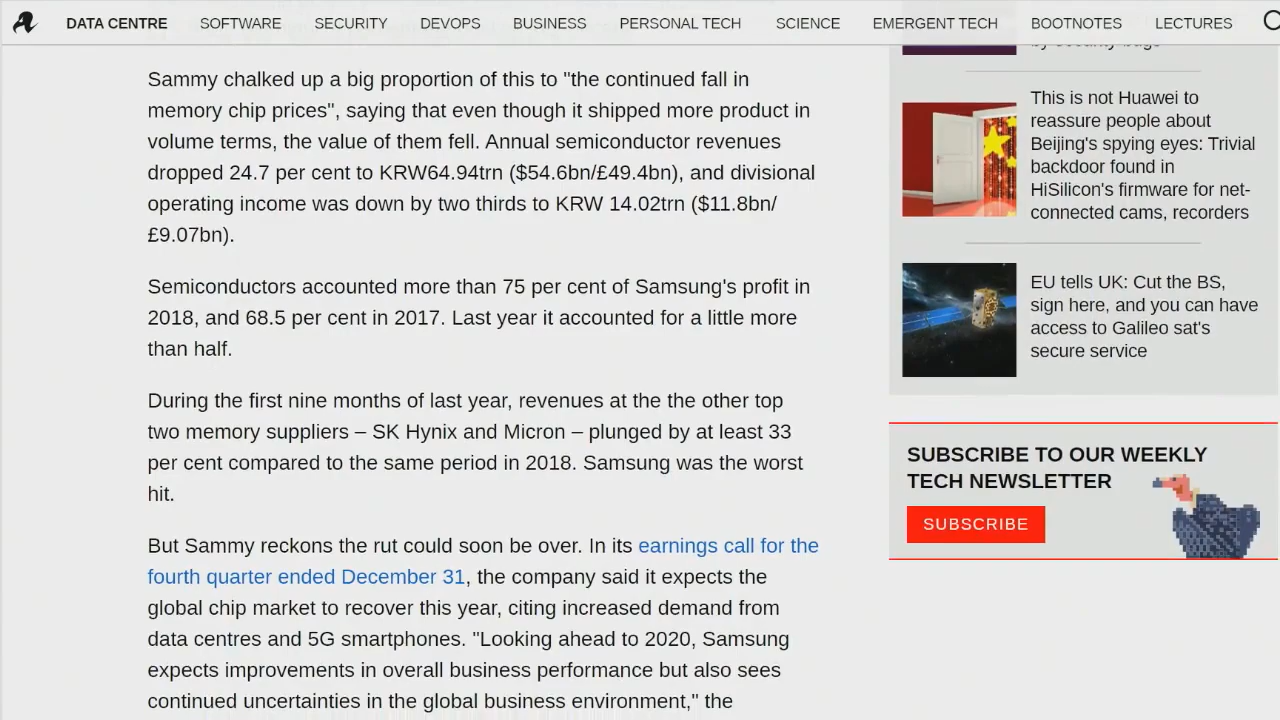 DATA CENTRE SOFTWARE SECURITY DEVOPS BUSINESS PERSONAL TECH SCIENCE EMERGENT TECH BOOTNOTES LECTURES
Sammy chalked up a big proportion of this to "the continued fall in
memory chip prices", saying that even though it shipped more product in
volume terms, the value of them fell. Annual semiconductor revenues
dropped 24.7 per cent to KRW64.94trn ($54.6bn/£49.4bn), and divisional
operating income was down by two thirds to KRW 14.02trn ($11.8bn/
£9.07bn).
Semiconductors accounted more than 75 per cent of Samsung's profit in
2018, and 68.5 per cent in 2017. Last year it accounted for a little more
than half.
During the first nine months of last year, revenues at the the other top
two memory suppliers – SK Hynix and Micron – plunged by at least 33
per cent compared to the same period in 2018. Samsung was the worst
hit.
But Sammy reckons the rut could soon be over. In its earnings call for the
fourth quarter ended December 31, the company said it expects the
global chip market to recover this year, citing increased demand from
data centres and 5G smartphones. "Looking ahead to 2020, Samsung
expects improvements in overall business performance but also sees
continued uncertainties in the global business environment," the
by security bugs
This is not Huawei to
reassure people about
Beijing's spying eyes: Trivial
backdoor found in
HiSilicon's firmware for net-
connected cams, recorders
EU tells UK: Cut the BS,
sign here, and you can have
access to Galileo sat's
secure service
SUBSCRIBE TO OUR WEEKLY
TECH NEWSLETTER
SUBSCRIBE